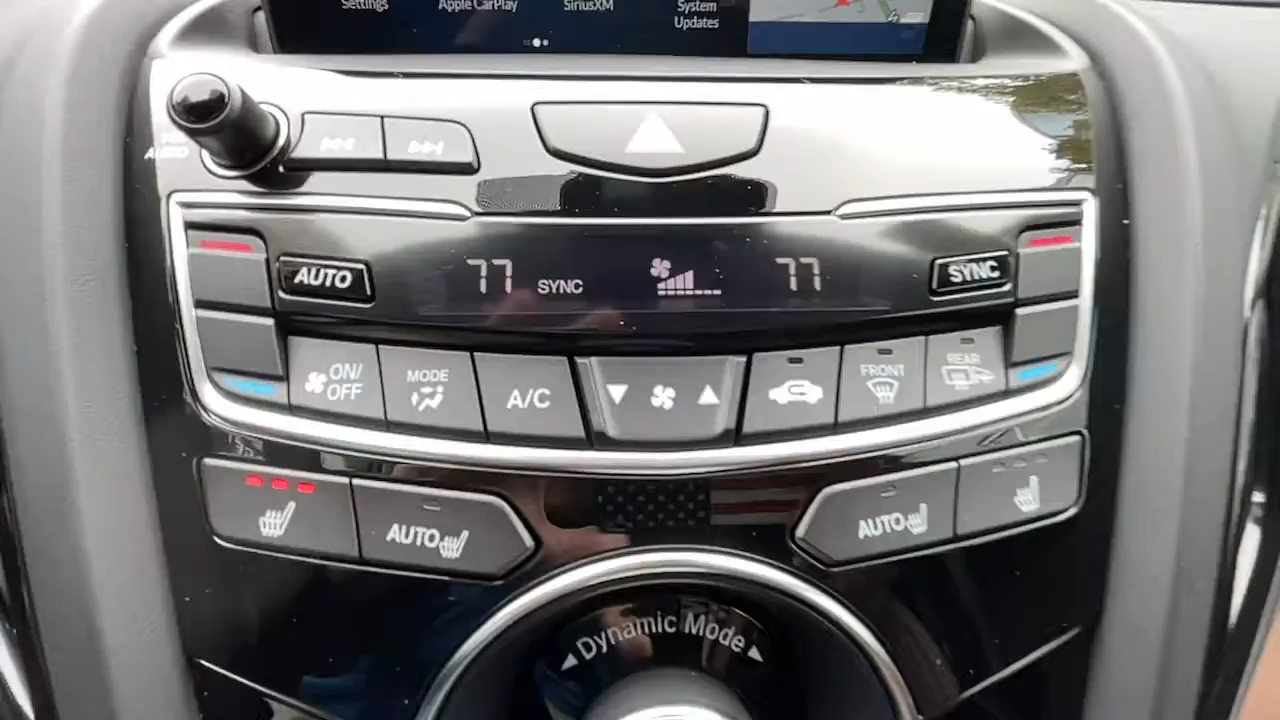 Settings
Apple CarPlay
SiriusXM
System
Updates
AUDIO
AUTO
77
SYNC
77
SYNC
ON/
OFF
MODE
A/C
FRONT
REAR
AUTO
AUTO
Dynamic Mode